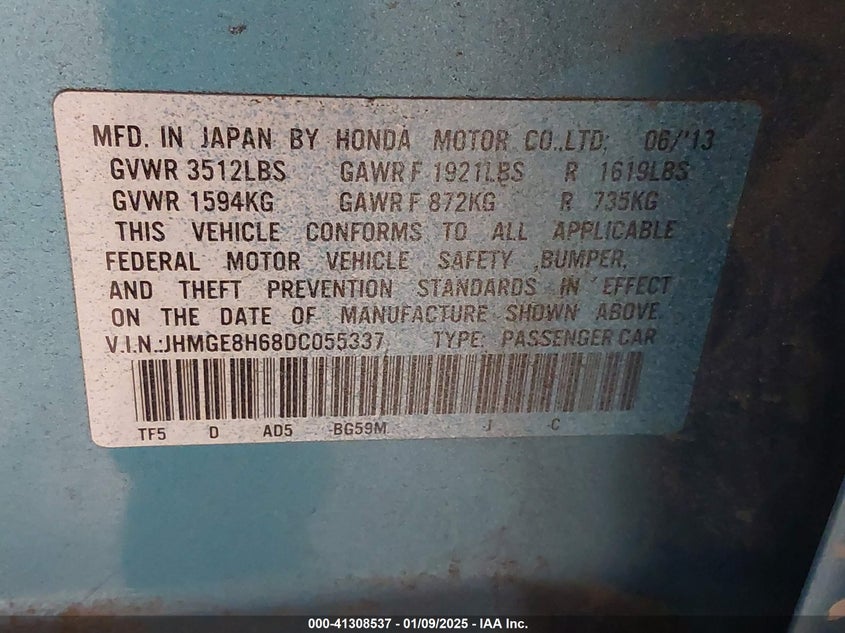 MFD. IN JAPAN BY HONDA MOTOR CO.,LTD; 06/'13
GVWR 3512LBS GAWR F 1921LBS R 1619LBS
GVWR 1594KG GAWR F 872KG R 735KG
THIS VEHICLE CONFORMS TO ALL APPLICABLE
FEDERAL MOTOR VEHICLE SAFETY ,BUMPER,
AND THEFT PREVENTION STANDARDS IN EFFECT
ON THE DATE OF MANUFACTURE SHOWN ABOVE.
V.I.N.:JHMGE8H68DC055337 TYPE: PASSENGER CAR
TF5 D AD5 -BG59M -J -C
000-41308537 - 01/09/2025 - IAA Inc.